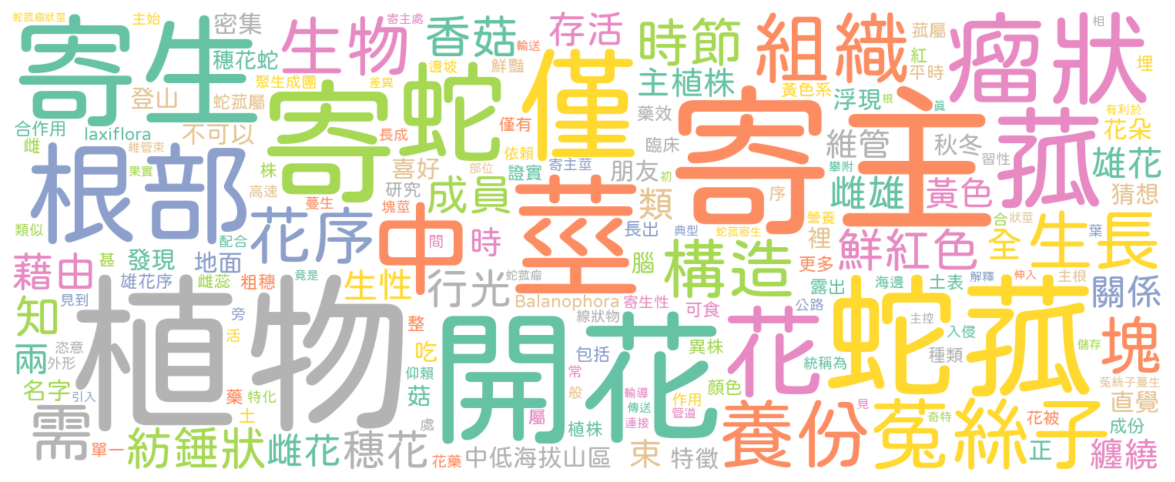 蛇菰瘤狀莖
主始
寄主處
密集
生物
香菇
輸送
存活
時節
組織
菰屬
相
瘤狀
寄生
穗花蛇
邊坡
鮮豔
僅
紅
平時
埋
聚生成團
差異
主植株
黃色系
浮現
登山
蛇菰屬
寄
蛇
藥效
寄主
根
真
有利於
花朵
合作用
laxiflora
不可以
長成
僅有
臨床
維管
秋冬
菰
雌
維管束
株
依賴
寄主莖
朋友
習性
雄花
根部
果實
喜好
部位
證實
初
攀附
研究
成員
莖
類
序
雌雄
黃色
猜想
高速
蔓生
塊莖
長出
典型
營養
合
狀莖
葉
類似
配合
花序
中
間
時
蛇菰寄生
裡
鮮紅色
全
生長
藉由
甚
發現
地面
腦
構造
更多
知
見到
雄花序
雌蕊
粗穗
竟是
生性
行光
蛇菰瘤
Balanophora
寄生性
可食
露出
海邊
土表
解釋
伸入
主根
關係
植物
旁
線狀物
公路
主控
蛇菰
儲存
兩
恣意
外形
活
整
開花
吃
包括
異株
花
統稱為
入侵
種類
塊
名字
引入
藥
特化
仰賴
菇
常
般
輸導
傳送
連接
顏色
作用
管道
見
奇特
菟絲子蔓生
直覺
需
土
處
屬
植株
養份
菟絲子
花被
成份
單一
紡錘狀
雌花
穗花
花藥
中低海拔山區
束
特徵
正
纏繞